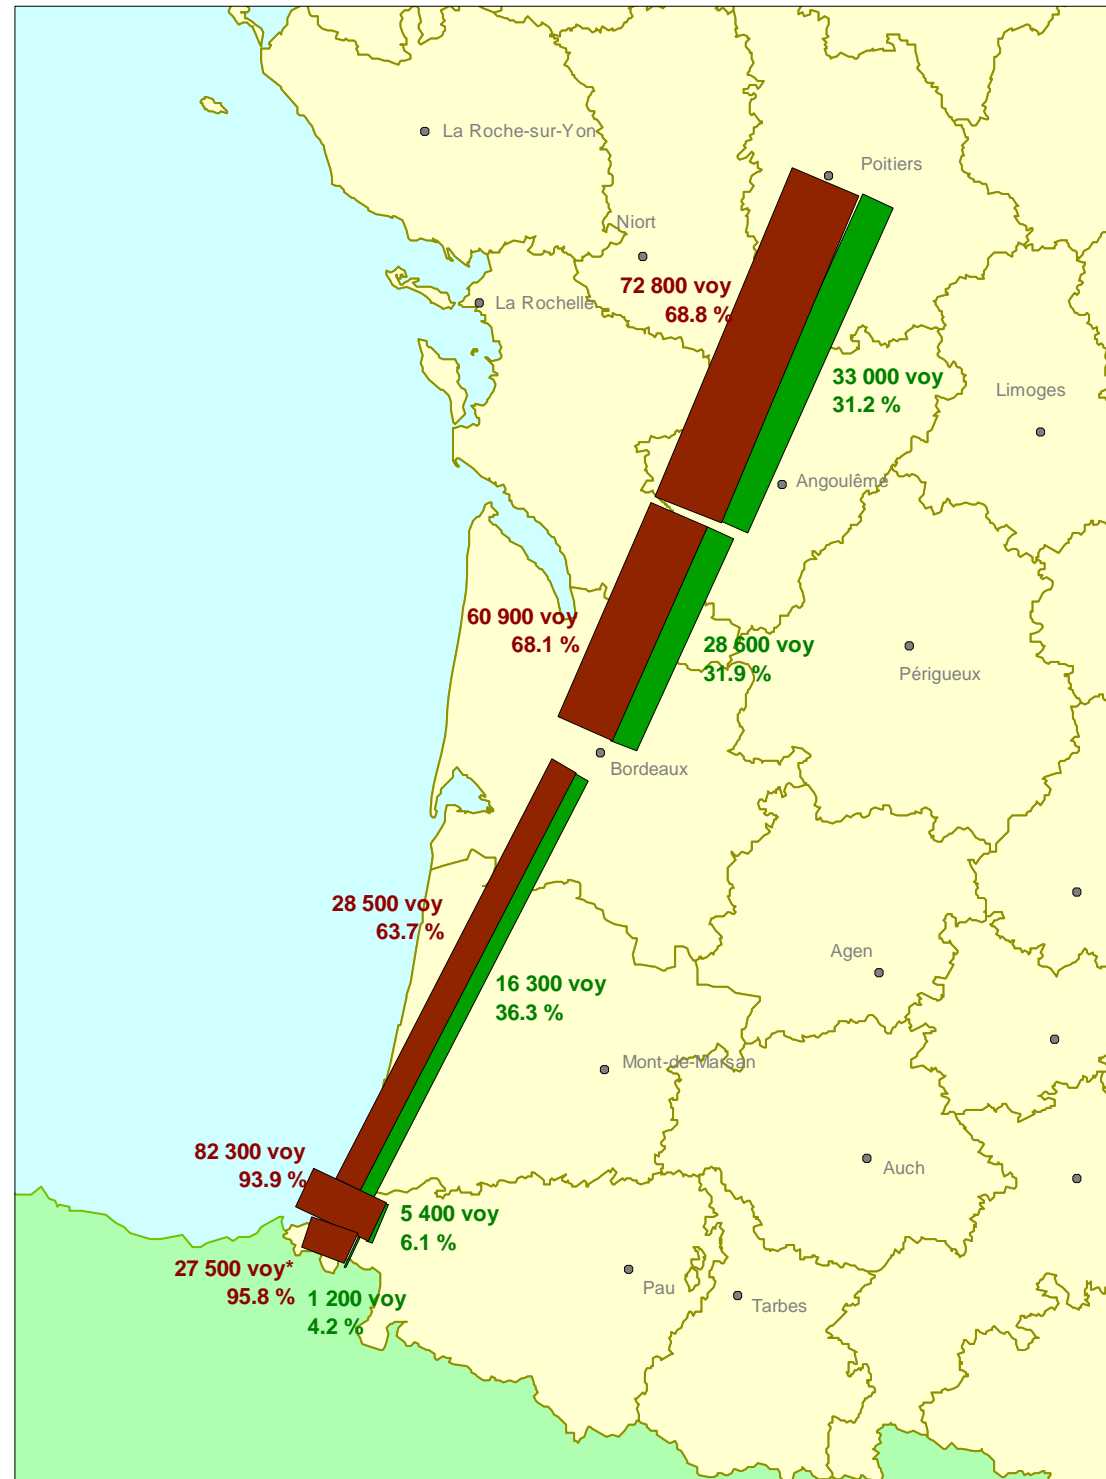 La Roche-sur-Yon
Poitiers
Niort
72 800 voy
68.8 %
La Rochelle
33 000 voy
31.2 %
Limoges
Angoulême
60 900 voy
68.1 %
28 600 voy
31.9 %
Périgueux
Bordeaux
28 500 voy
63.7 %
Agen
16 300 voy
36.3 %
Mont-de-Marsan
82 300 voy
93.9 %
Auch
5 400 voy
6.1 %
27 500 voy*
95.8 %
1 200 voy
4.2 %
Pau
Tarbes